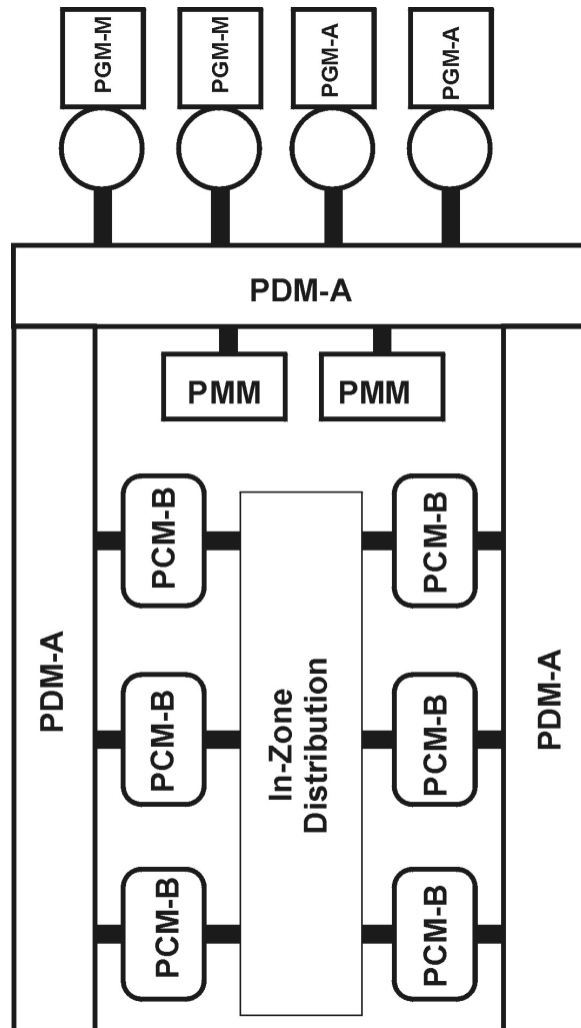 PGM-M
PGM-M
PGM-A
PGM-A
PDM-A
PMM
PMM
PCM-B
PCM-B
PDM-A
PCM-B
In-Zone
Distribution
PCM-B
PDM-A
PCM-B
PCM-B